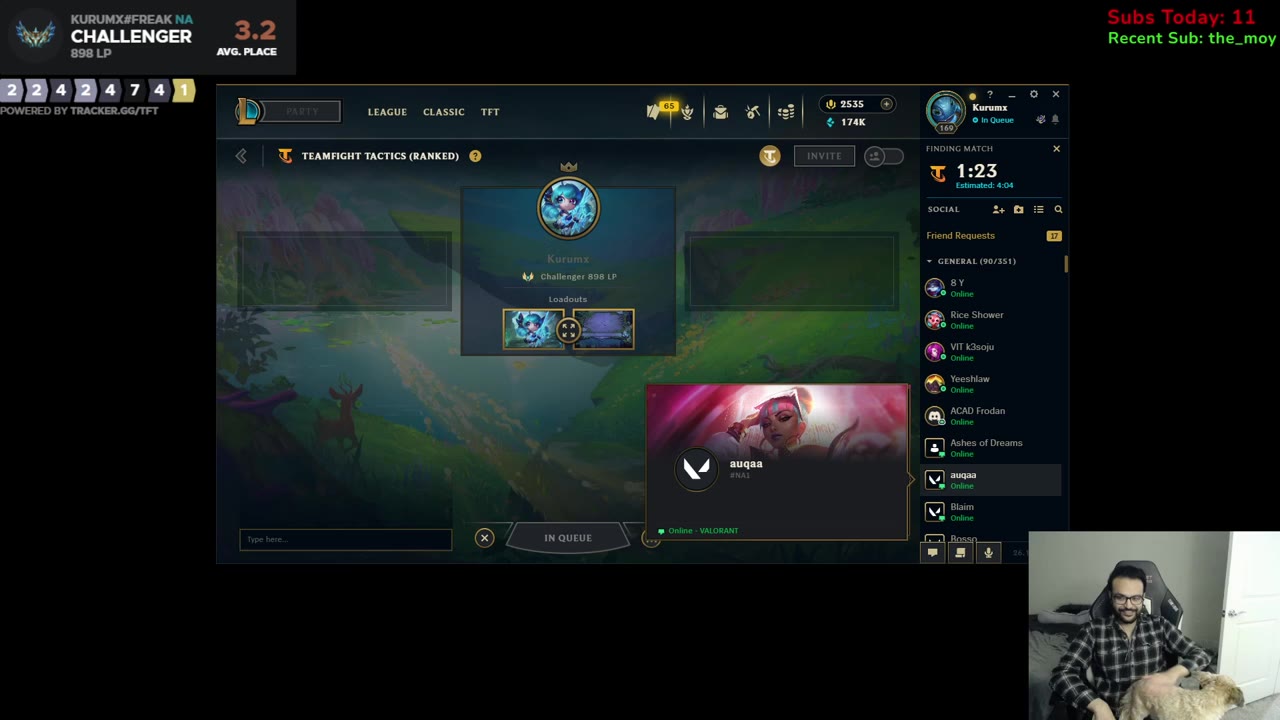 KURUMX#FREAK NA
CHALLENGER
898 LP
3.2
AVG. PLACE
2 2 4 2 4 7 4 1
POWERED BY TRACKER.GG/TFT
Subs Today: 11
Recent Sub: the_moy
PARTY
LEAGUE
CLASSIC
TFT
65
2535
174K
169
Kurumx
In Queue
TEAMFIGHT TACTICS (RANKED)
INVITE
FINDING MATCH
1:23
Estimated: 4:04
SOCIAL
Friend Requests
17
GENERAL (90/351)
8 Y
Online
Rice Shower
Online
VIT k3soju
Online
Yeeshlaw
Online
ACAD Frodan
Online
Ashes of Dreams
Online
auqaa
Online
Blaim
Online
Bosso
Kurumx
Challenger 898 LP
Loadouts
auqaa
#NA1
Online - VALORANT
Type here...
IN QUEUE